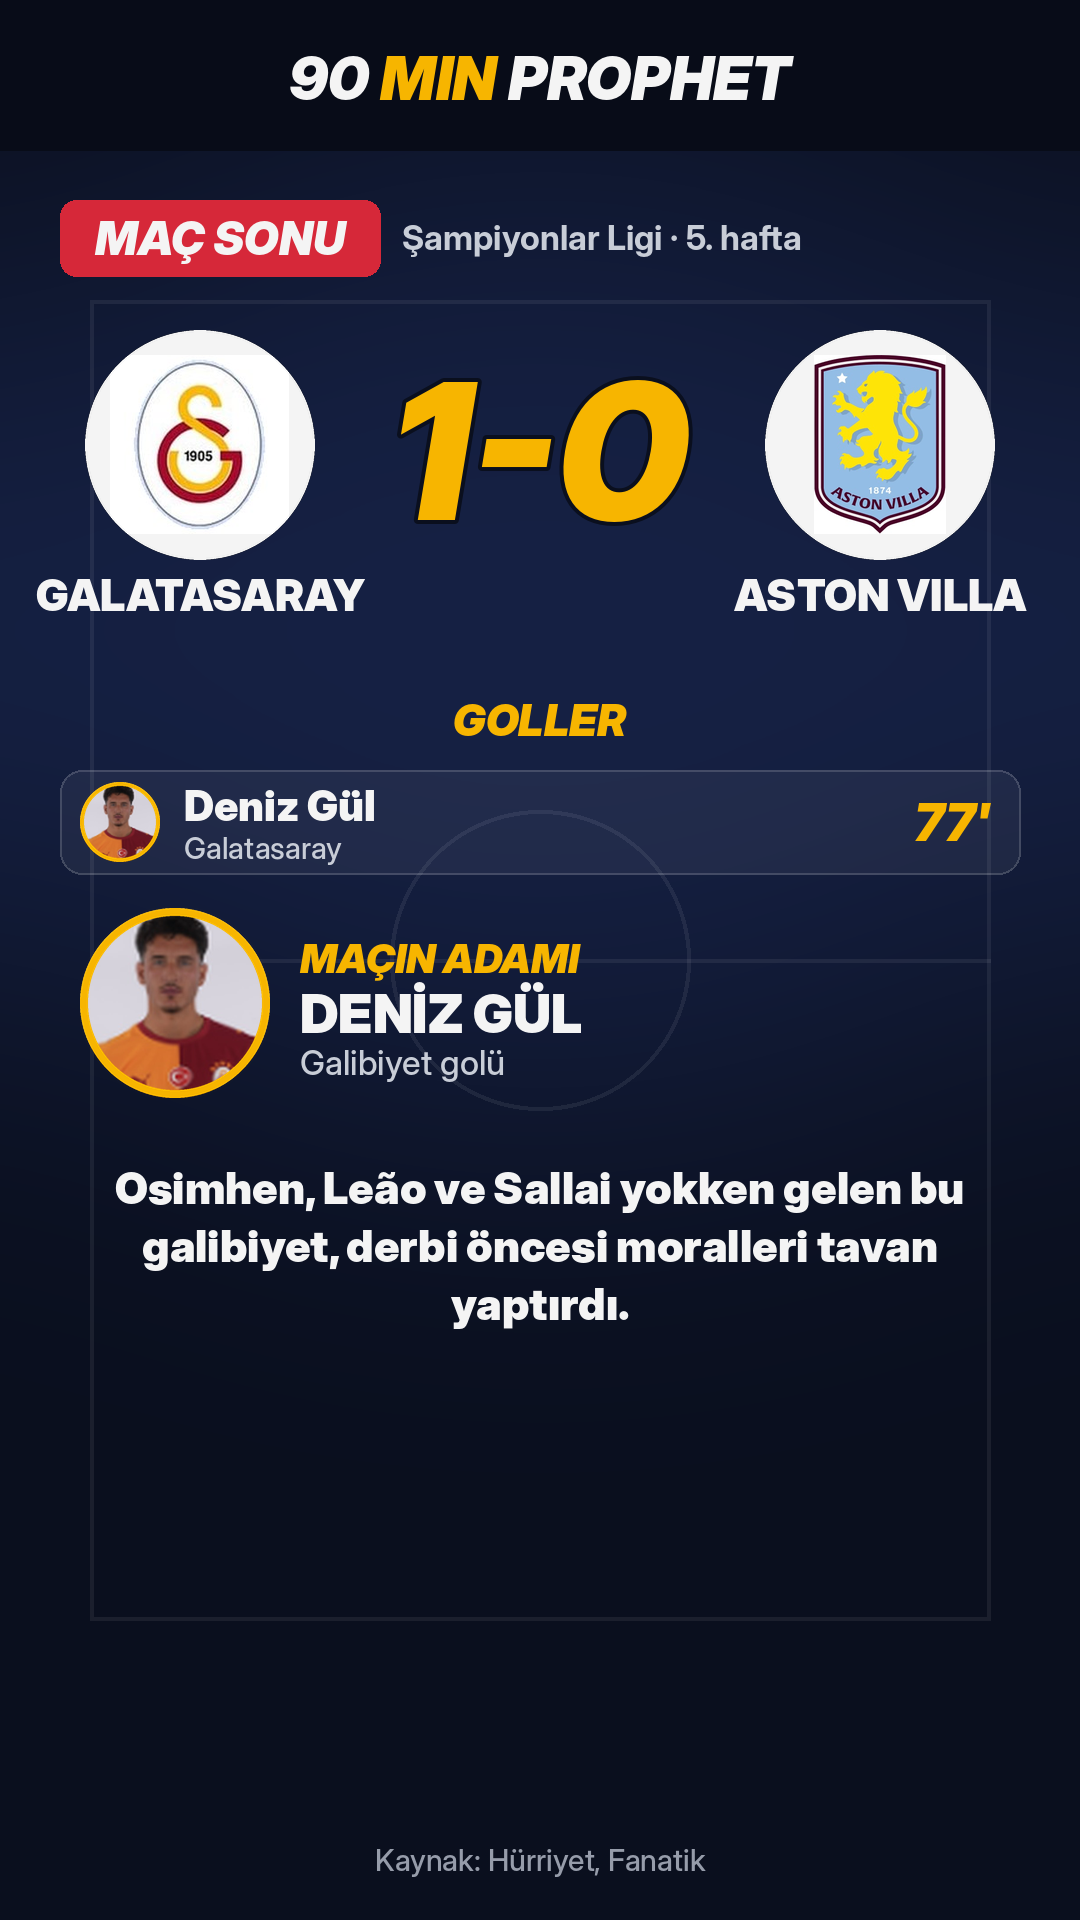 90 MIN PROPHET
MAÇ SONU
Şampiyonlar Ligi · 5. hafta
1905
1-0
1874
ASTON VILLA
GALATASARAY
ASTON VILLA
GOLLER
Deniz Gül
Galatasaray
77'
MAÇIN ADAMI
DENİZ GÜL
Galibiyet golü
Osimhen, Leão ve Sallai yokken gelen bu
galibiyet, derbi öncesi moralleri tavan
yaptırdı.
Kaynak: Hürriyet, Fanatik